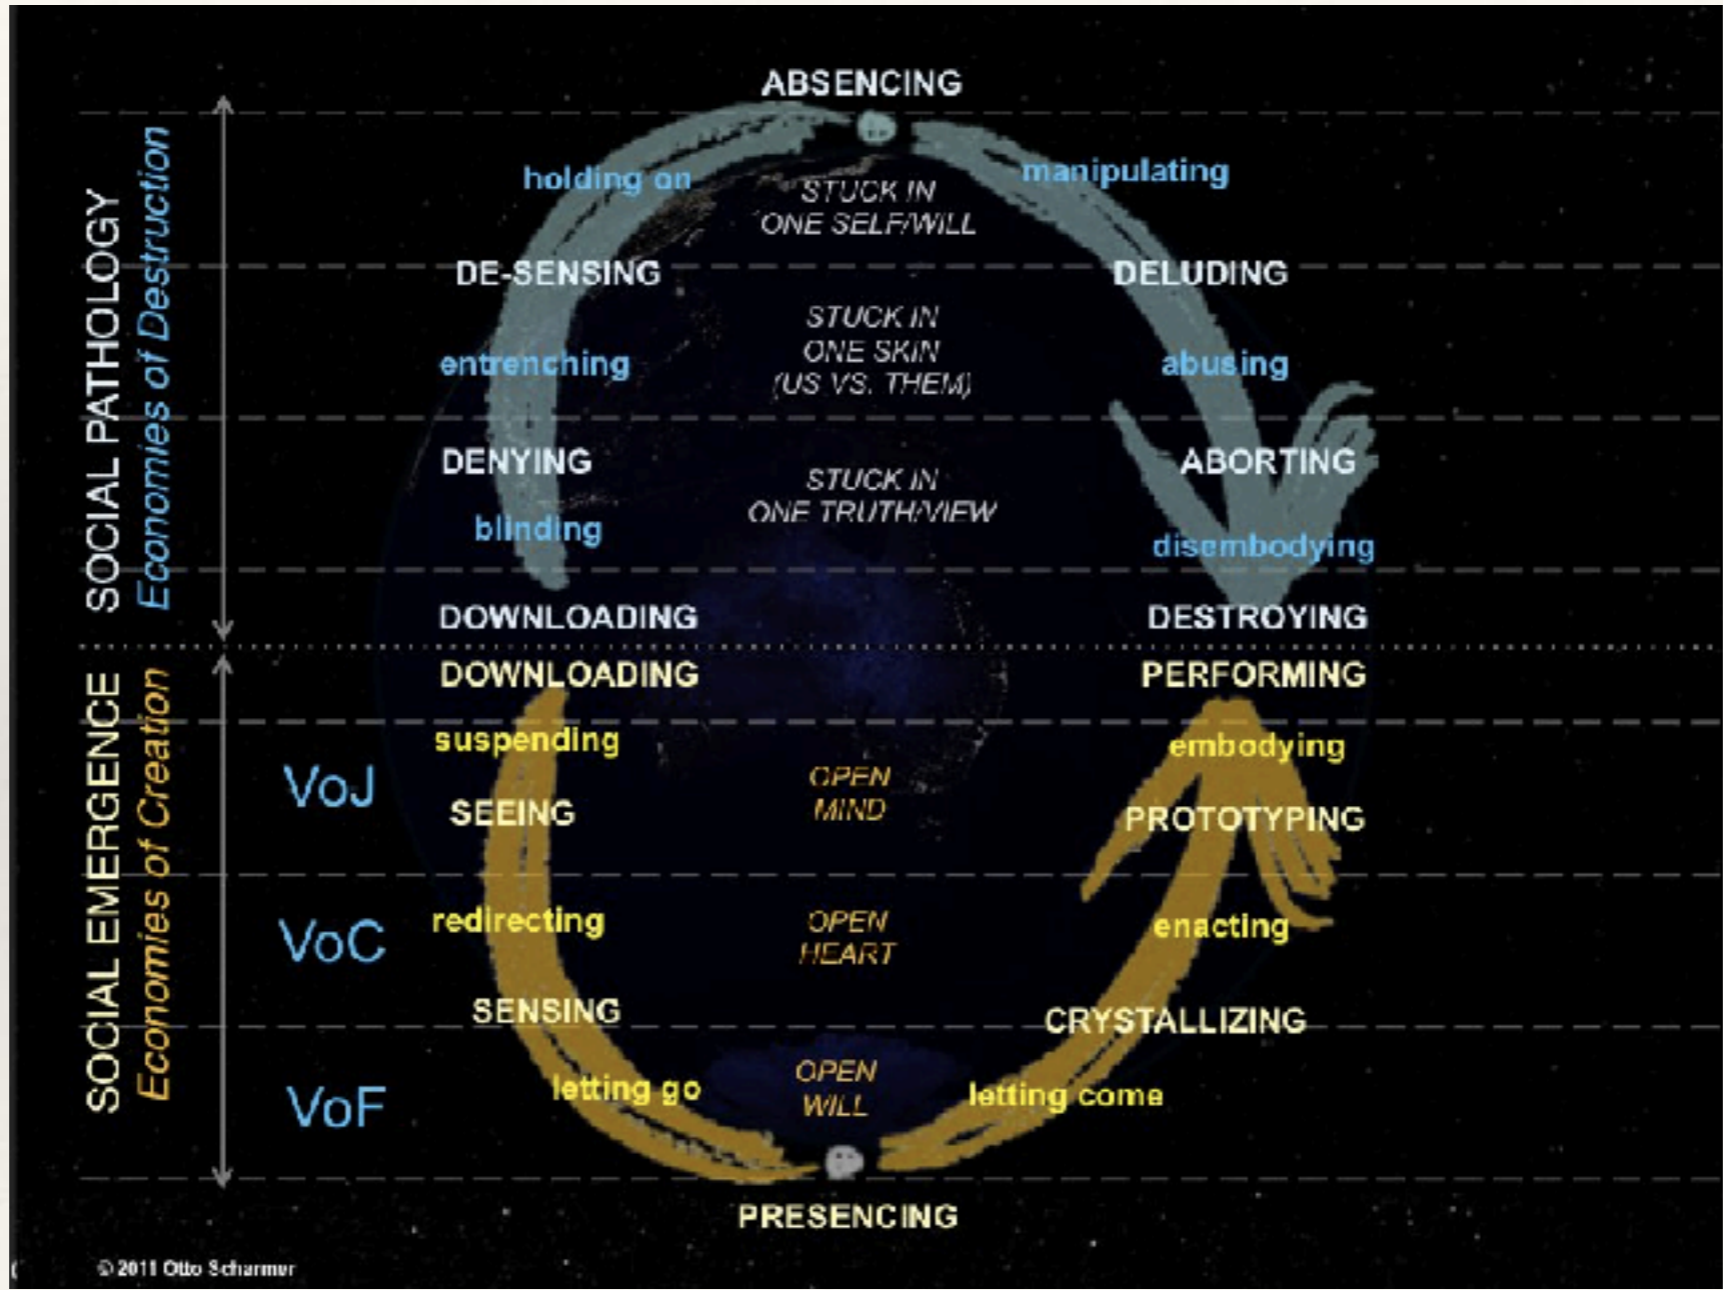 ABSENCING
holding on
manipulating
STUCK IN
ONE SELF/WILL
DE-SENSING
DELUDING
STUCK IN
ONE SKIN
(US VS. THEM)
entrenching
abusing
DENYING
ABORTING
STUCK IN
ONE TRUTH/VIEW
blinding
disembodying
DOWNLOADING
DESTROYING
SOCIAL PATHOLOGY
Economies of Destruction
DOWNLOADING
PERFORMING
suspending
embodying
VoJ
OPEN
MIND
SEEING
PROTOTYPING
redirecting
enacting
VoC
OPEN
HEART
SENSING
CRYSTALLIZING
OPEN
WILL
letting go
letting come
VoF
PRESENCING
SOCIAL EMERGENCE
Economies of Creation
© 2011 Otto Scharmer